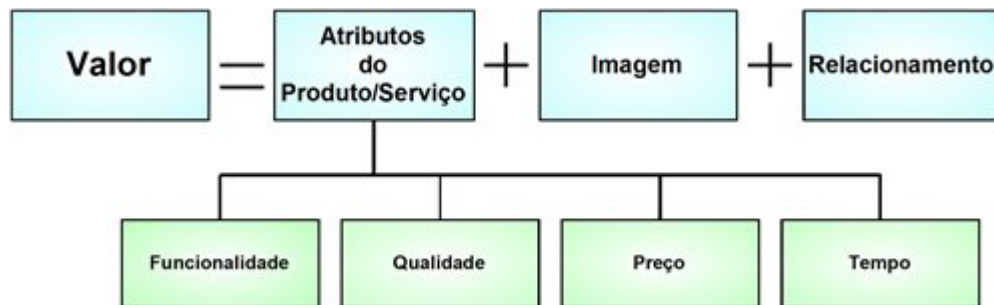 Valor
=
Atributos
do
Produto/Serviço
+
Imagem
+
Relacionamento
Funcionalidade
Qualidade
Preço
Tempo